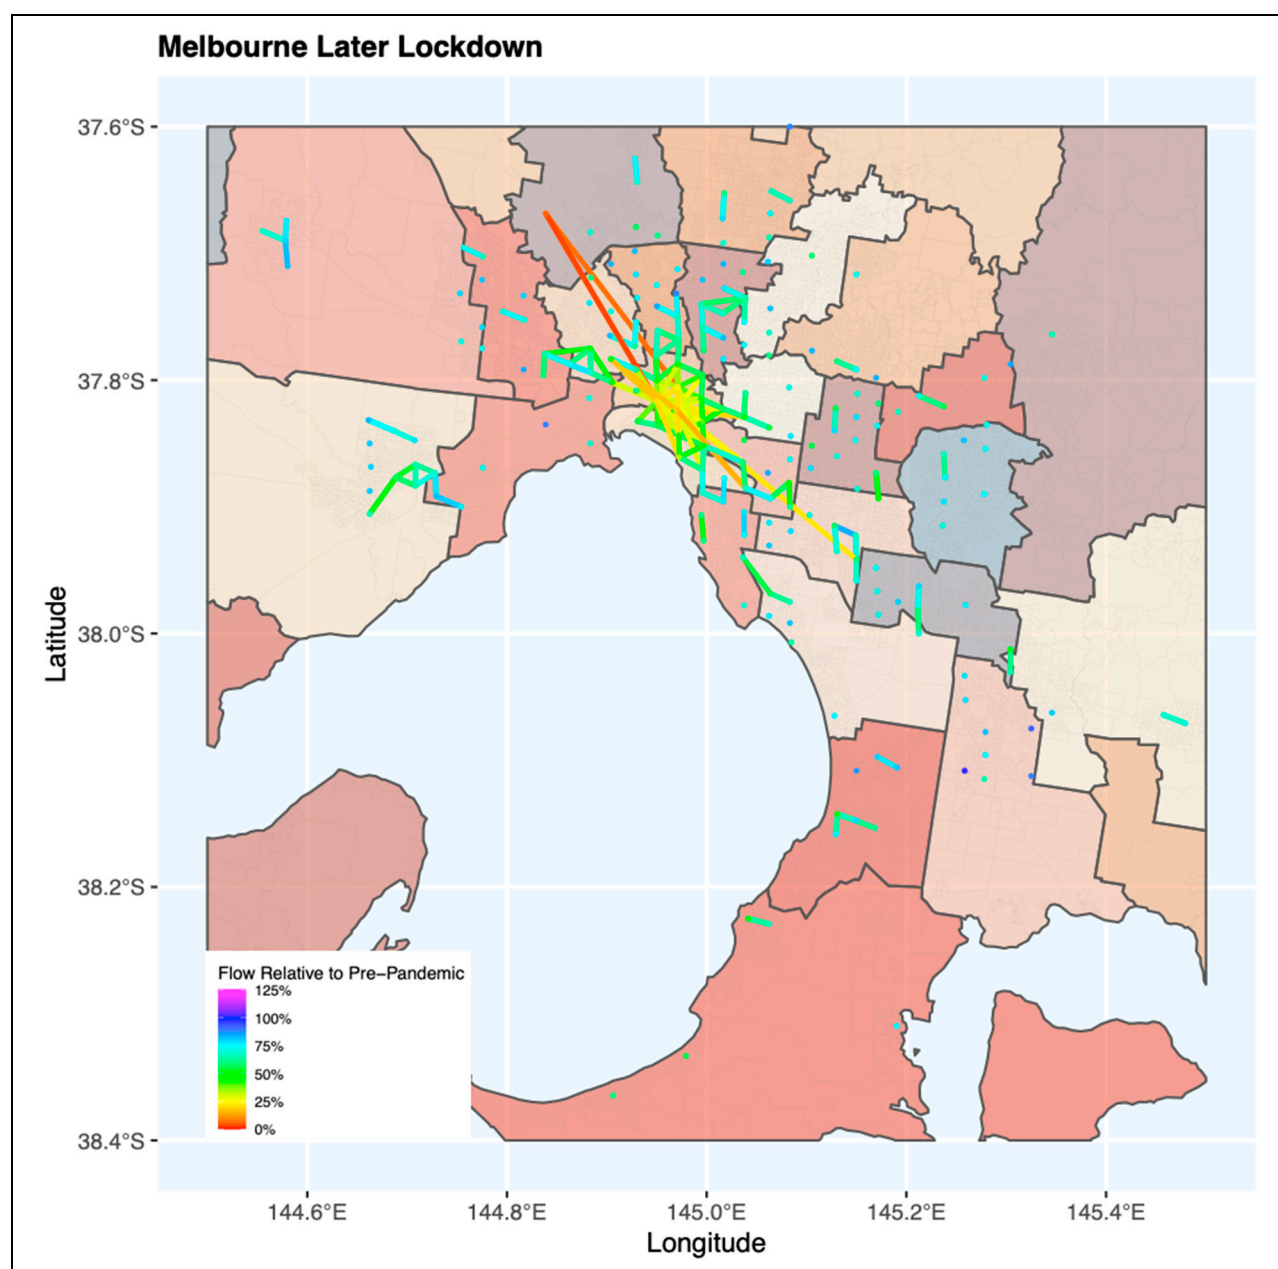 Melbourne Later Lockdown
37.6°S
37.8°S
38.0°S
38.2°S
38.4°S
Latitude
Flow Relative to Pre−Pandemic
125%
100%
75%
50%
25%
0%
144.6°E 144.8°E 145.0°E 145.2°E 145.4°E
Longitude